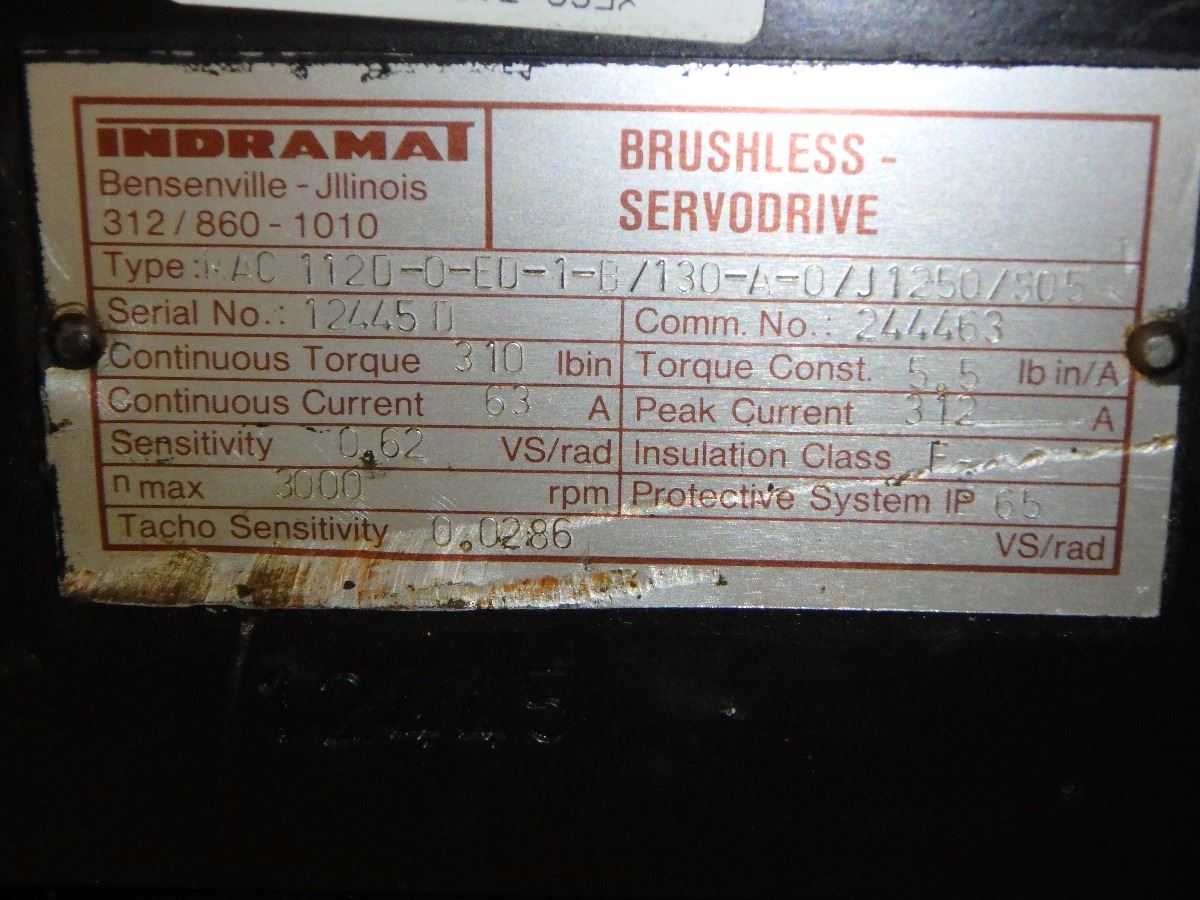 INDRAMAT
Bensenville - Jllinois
312 / 860 - 1010
BRUSHLESS -
SERVODRIVE
Type : MAC 112D-0-ED-1-B/130-A-0/J1250/S05
Serial No. : 12445 D
Comm. No. : 244463
Continuous Torque 310 lbin
Torque Const. 5.5 lb in/A
Continuous Current 63 A
Peak Current 312 A
Sensitivity 0.62 VS/rad
Insulation Class F
n max 3000 rpm
Protective System IP 65
Tacho Sensitivity 0.0286 VS/rad
12445